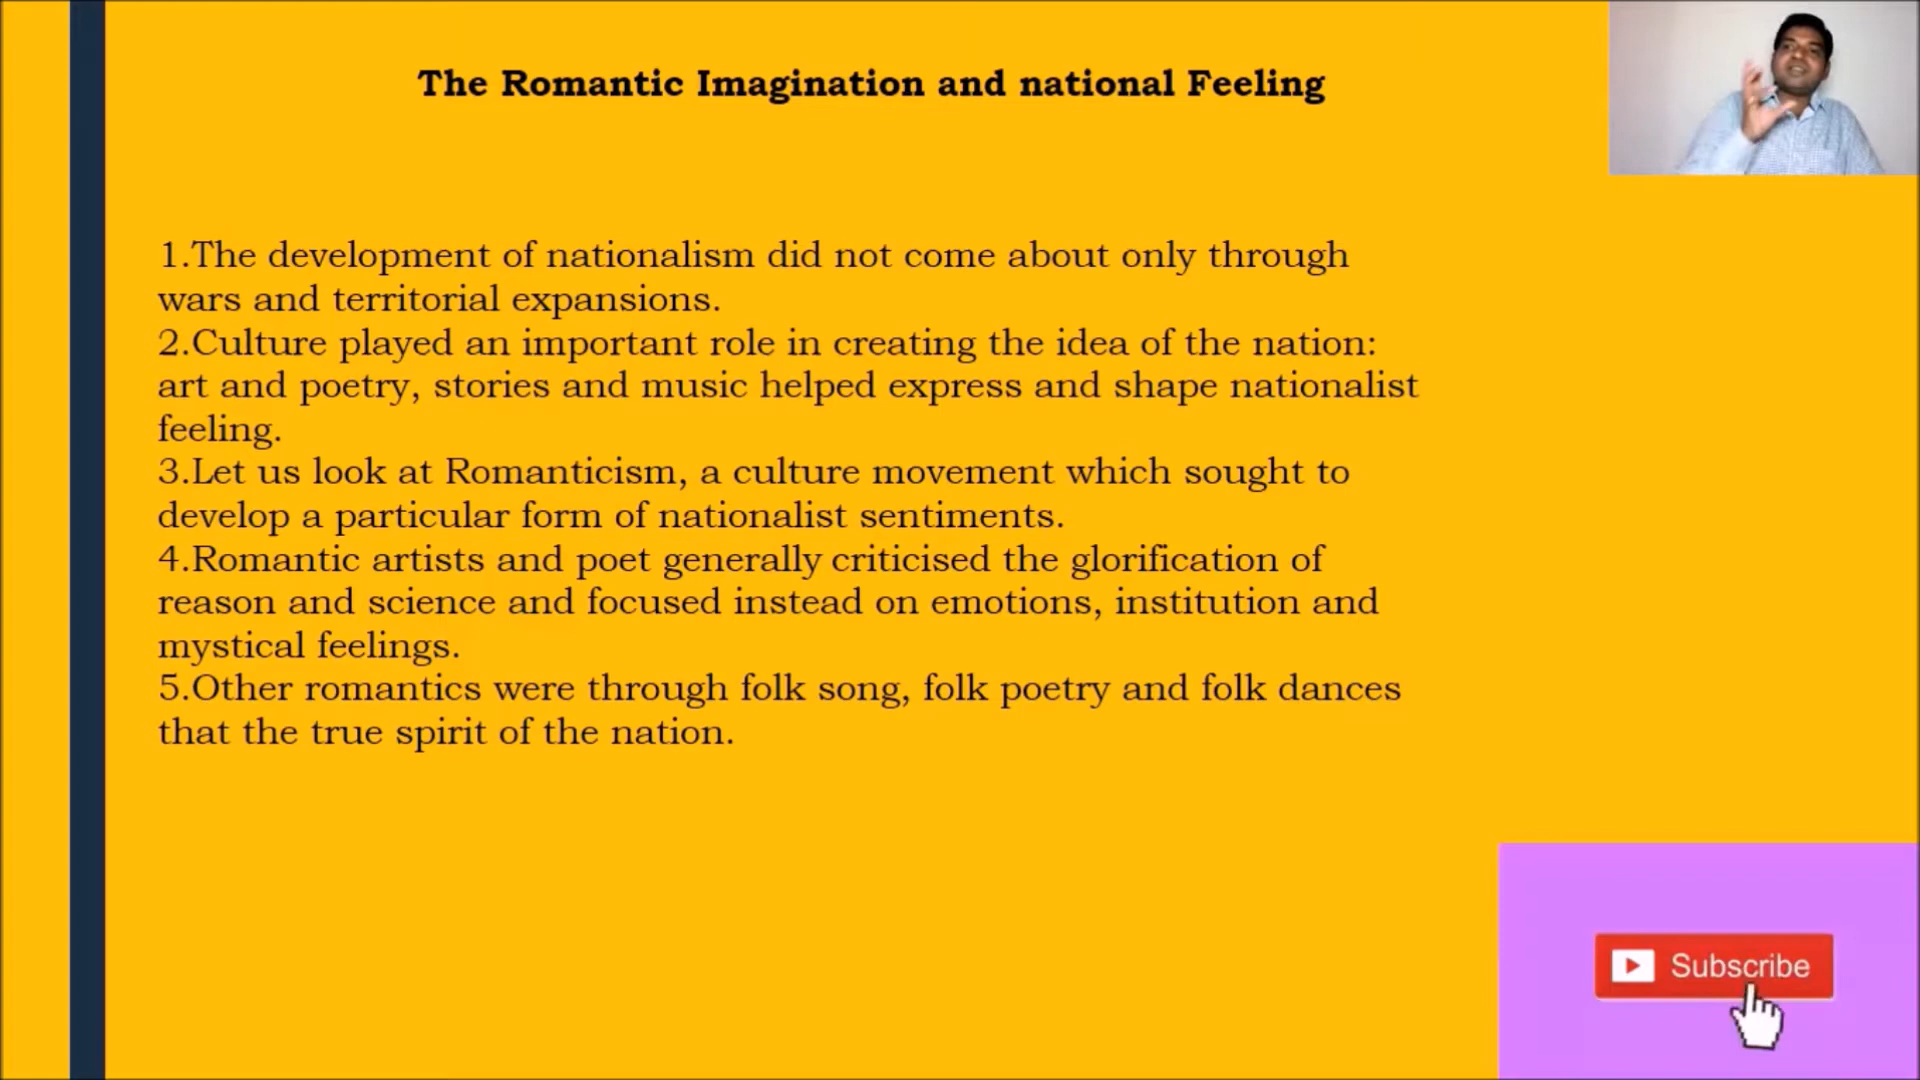 The Romantic Imagination and national Feeling
1.The development of nationalism did not come about only through
wars and territorial expansions.
2.Culture played an important role in creating the idea of the nation:
art and poetry, stories and music helped express and shape nationalist
feeling.
3.Let us look at Romanticism, a culture movement which sought to
develop a particular form of nationalist sentiments.
4.Romantic artists and poet generally criticised the glorification of
reason and science and focused instead on emotions, institution and
mystical feelings.
5.Other romantics were through folk song, folk poetry and folk dances
that the true spirit of the nation.
Subscribe